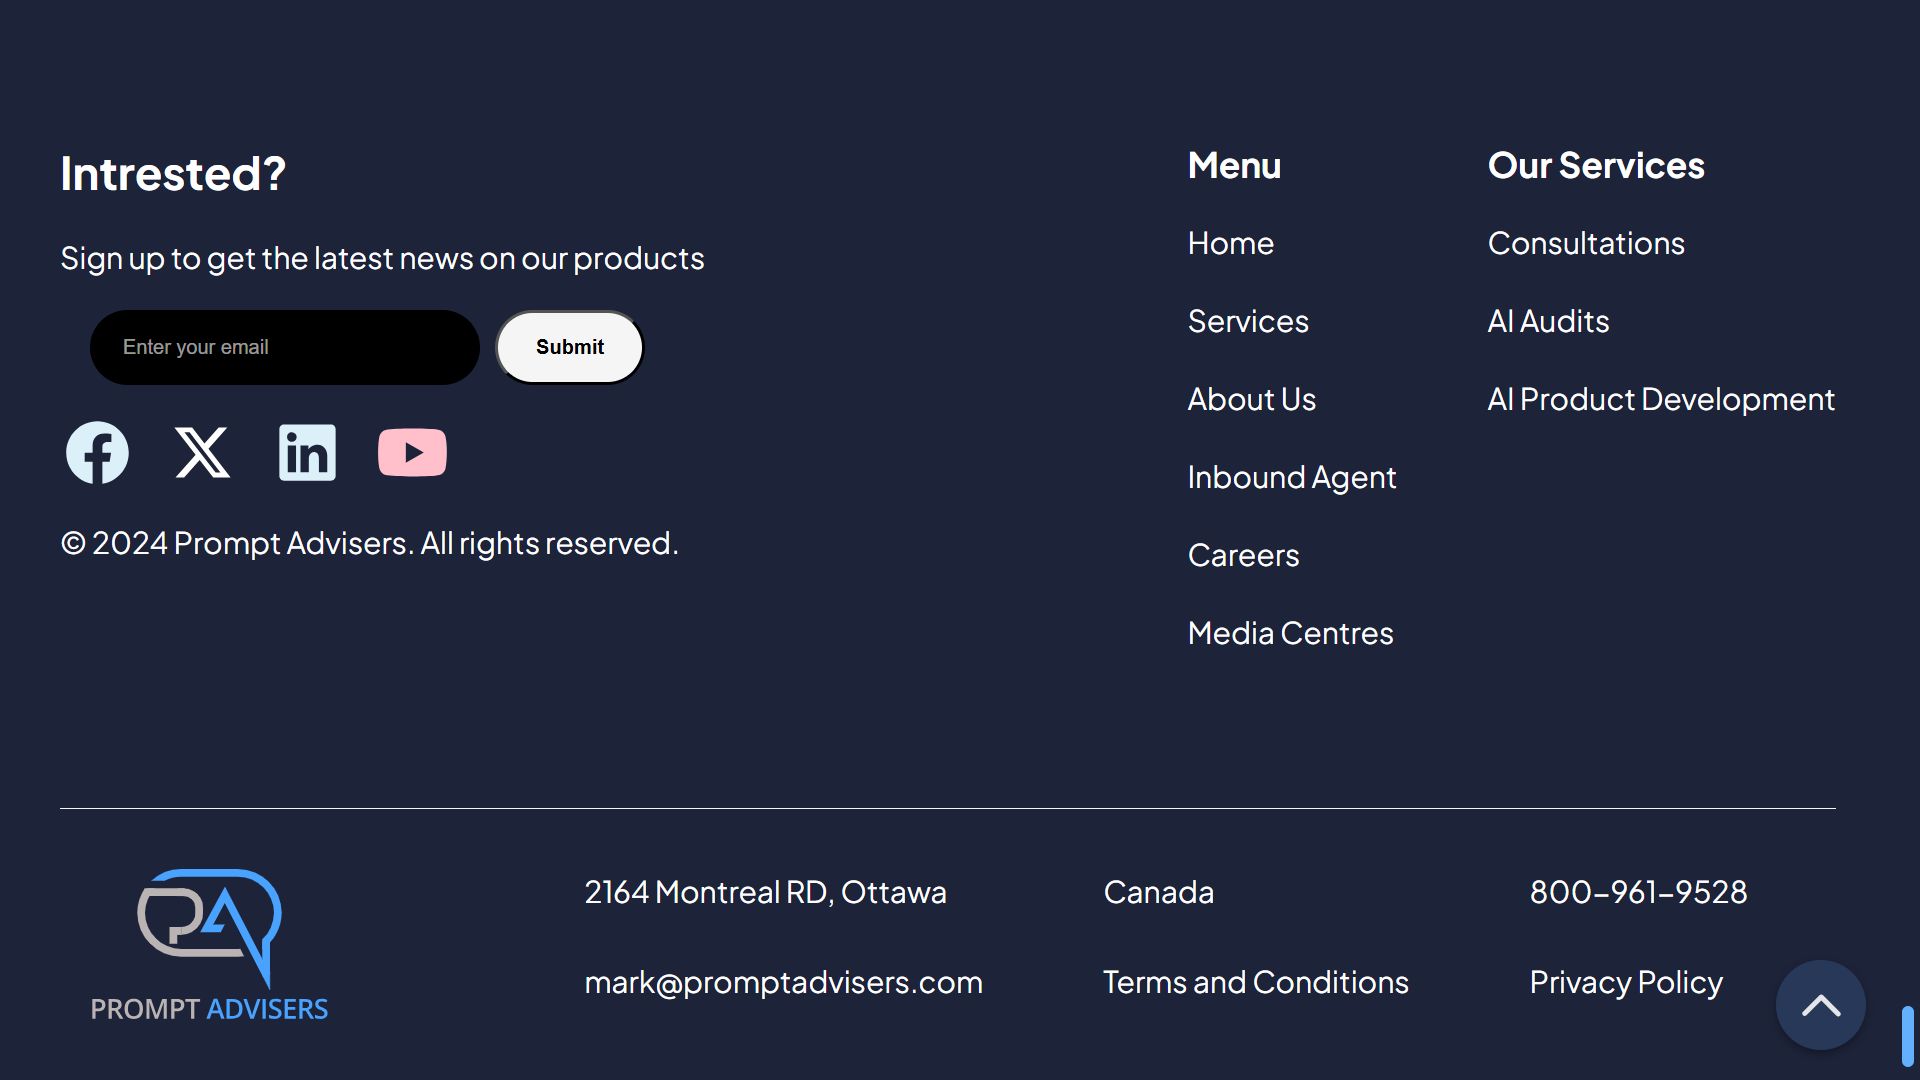 Intrested?
Sign up to get the latest news on our products
Enter your email
Submit
© 2024 Prompt Advisers. All rights reserved.
Menu
Home
Services
About Us
Inbound Agent
Careers
Media Centres
Our Services
Consultations
AI Audits
AI Product Development
PA
PROMPT ADVISERS
2164 Montreal RD, Ottawa
Canada
800-961-9528
mark@promptadvisers.com
Terms and Conditions
Privacy Policy